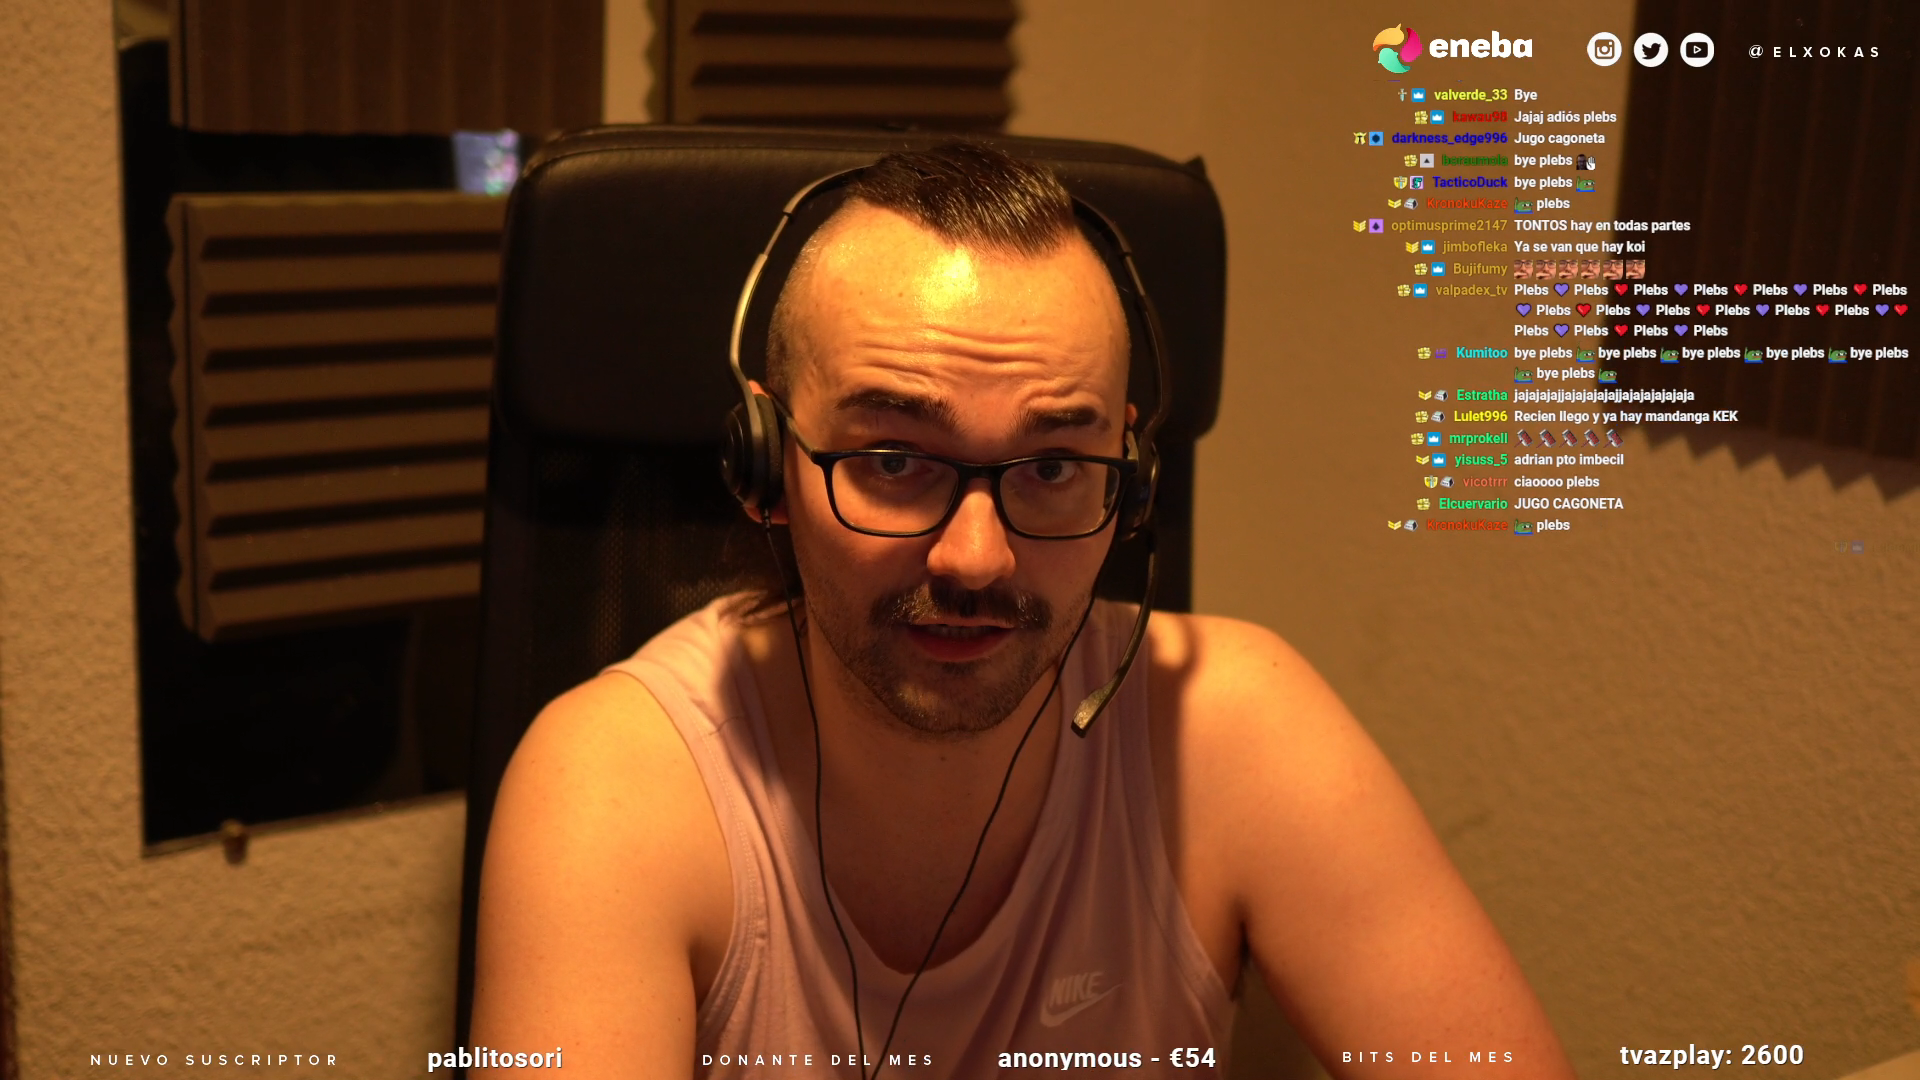 eneba
@ELXOKAS
valverde_33 Bye
kawau98 Jajaj adiós plebs
darkness_edge996 Jugo cagoneta
bye plebs
TacticoDuck bye plebs
KronokuKaze plebs
optimusprime2147 TONTOS hay en todas partes
jimbofleka Ya se van que hay koi
Bujifumy
valpadex_tv Plebs 💜 Plebs ❤️ Plebs 💜 Plebs ❤️ Plebs 💜 Plebs ❤️ Plebs
💜 Plebs ❤️ Plebs 💜 Plebs ❤️ Plebs 💜 Plebs ❤️ Plebs 💜 ❤️
Plebs 💜 Plebs ❤️ Plebs 💜 Plebs
Kumitoo bye plebs bye plebs bye plebs bye plebs bye plebs
bye plebs
Estratha jajajajajjajajajajajjajajajajajaja
Lulet996 Recien llego y ya hay mandanga KEK
mrprokell
yisuss_5 adrian pto imbecil
vicotrrr ciaoooo plebs
Elcuervario JUGO CAGONETA
KronokuKaze plebs
NIKE
NUEVO SUSCRIPTOR pablitosori DONANTE DEL MES anonymous - €54 BITS DEL MES tvazplay: 2600